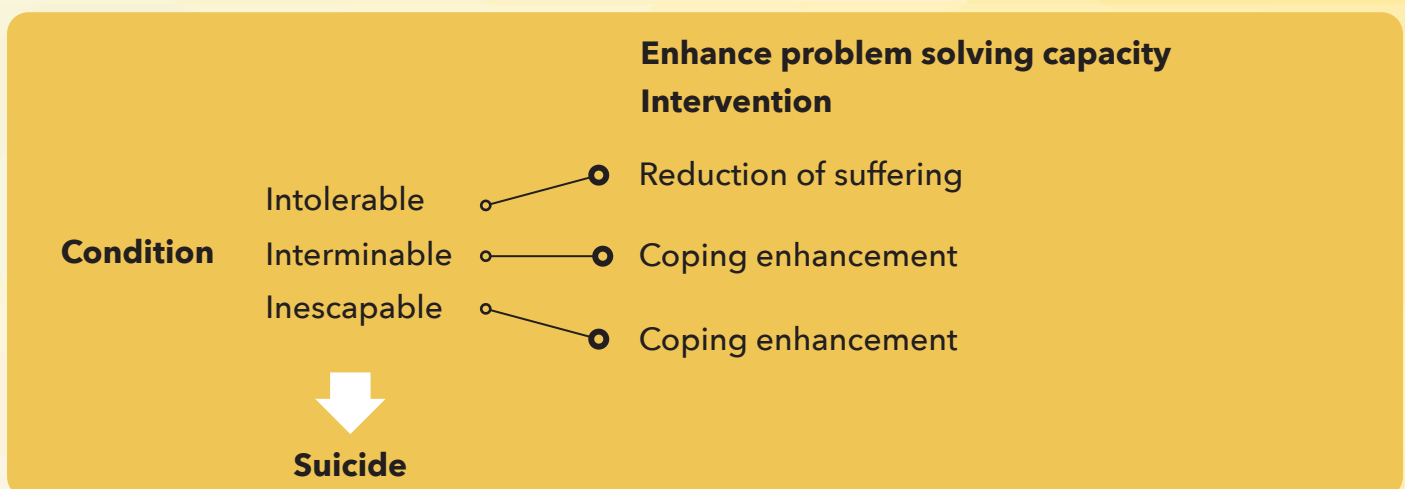 Enhance problem solving capacity
Intervention
Reduction of suffering
Intolerable
Condition
Interminable
Coping enhancement
Inescapable
Coping enhancement
Suicide